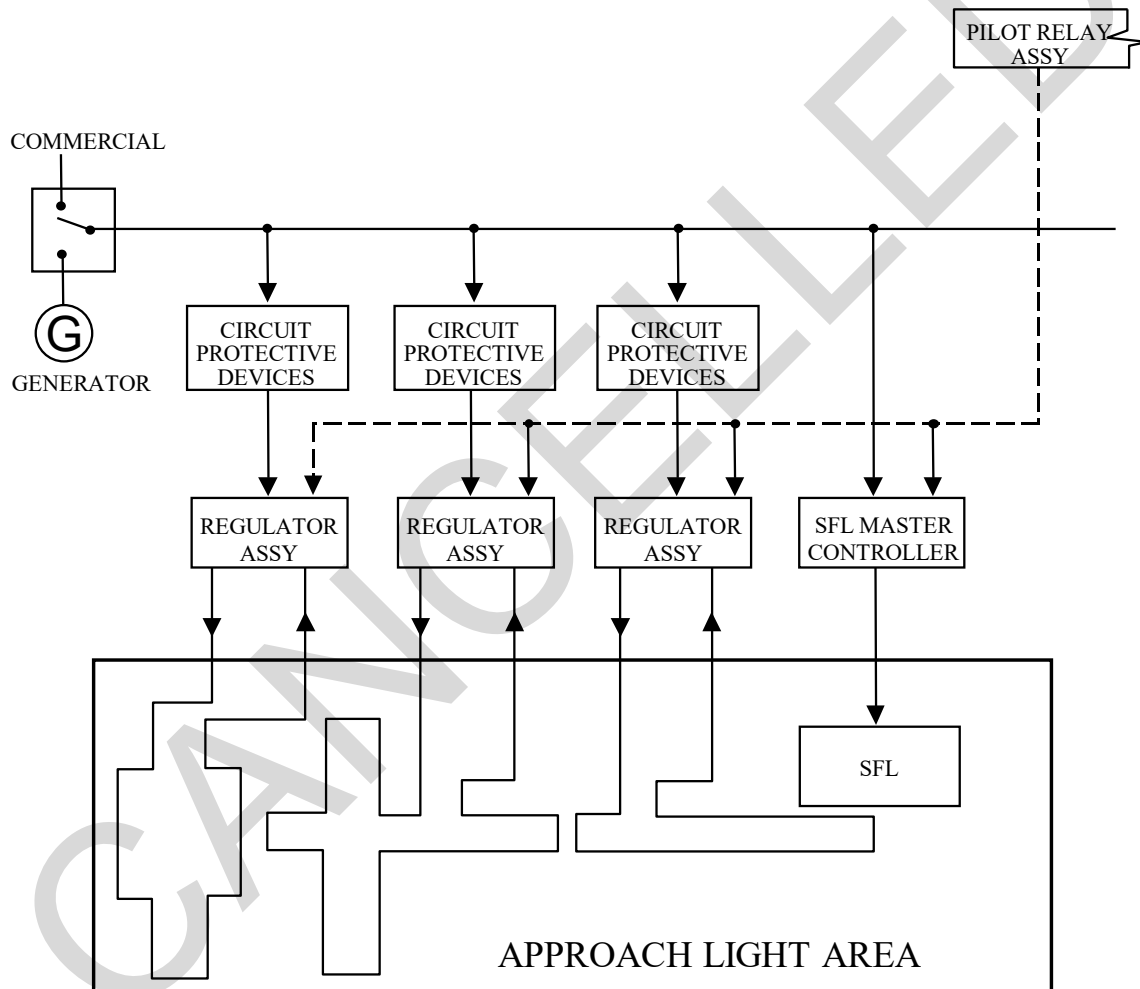 PILOT RELAY
ASSY
COMMERCIAL
G
GENERATOR
CIRCUIT
PROTECTIVE
DEVICES
CIRCUIT
PROTECTIVE
DEVICES
CIRCUIT
PROTECTIVE
DEVICES
REGULATOR
ASSY
REGULATOR
ASSY
REGULATOR
ASSY
SFL MASTER
CONTROLLER
SFL
APPROACH LIGHT AREA
CANCELLED